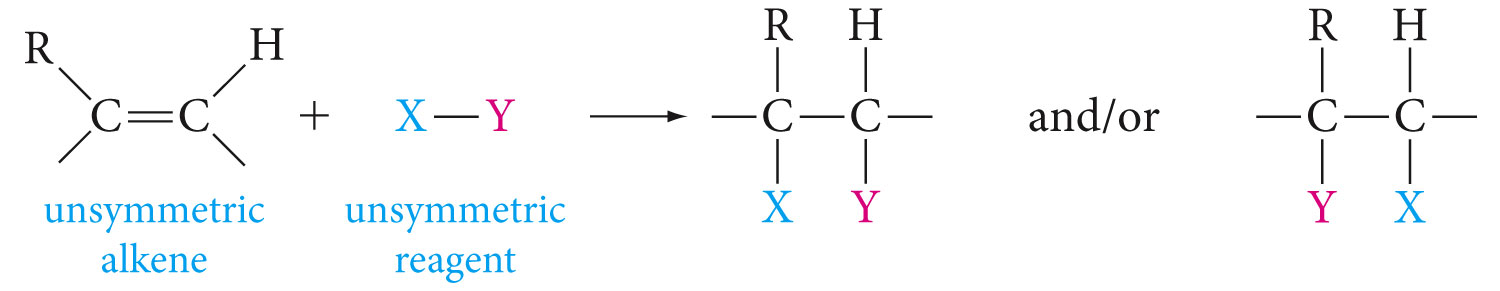 R H R H R H
C=C + X—Y → —C—C— and/or —C—C—
X Y Y X
unsymmetric unsymmetric
alkene reagent